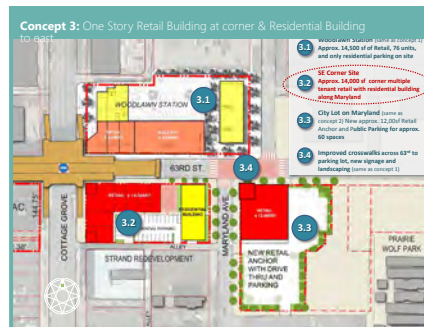 Concept 3: One Story Retail Building at corner & Residential Building
to east
3.1
Woodlawn Station (same as concept 1)
Approx. 14,500 sf of Retail, 76 units,
and only residential parking on site
3.2
SE Corner Site
Approx. 14,000 sf corner multiple
tenant retail with residential building
along Maryland
3.3
City Lot on Maryland (same as
concept 2) New approx. 12,00sf Retail
Anchor and Public Parking for approx.
60 spaces
3.4
Improved crosswalks across 63rd to
parking lot, new signage and
landscaping (same as concept 1)
WOODLAWN STATION
3.1
63RD ST.
3.4
RESIDENTIAL
BUILDING
3.2
AC.
144.75'
COTTAGE GROVE
MARYLAND AVE
3.3
ALLEY
STRAND REDEVELOPMENT
NEW RETAIL
ANCHOR
WITH DRIVE
THRU AND
PARKING
PRAIRIE
WOLF PARK